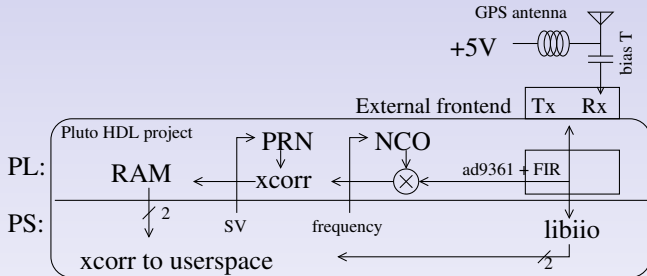 GPS antenna
+5V
bias T
External frontend
Tx Rx
Pluto HDL project
PRN
NCO
PL:
RAM
xcorr
ad9361 + FIR
PS:
2
SV
frequency
libiio
xcorr to userspace
2